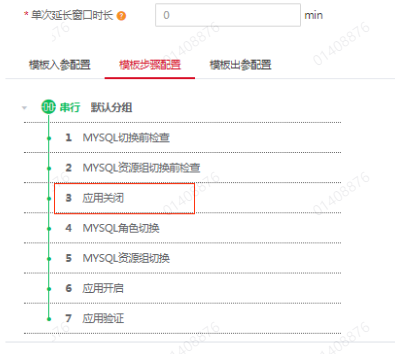 * 单次延长窗口时长 ? 0 min
模板入参配置 模板步骤配置 模板出参配置
串行 默认分组
1 MYSQL切换前检查
2 MYSQL资源组切换前检查
3 应用关闭
4 MYSQL角色切换
5 MYSQL资源组切换
6 应用开启
7 应用验证
01408876